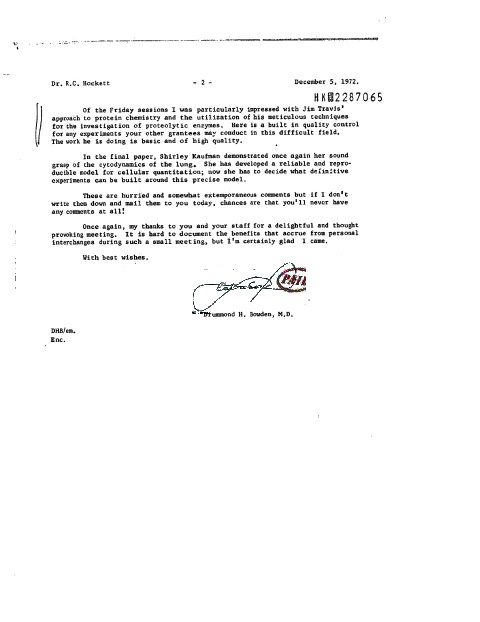 Dr. R.C. Hockett - 2 - December 5, 1972.
HK02287065
Of the Friday sessions I was particularly impressed with Jim Travis'
approach to protein chemistry and the utilization of his meticulous techniques
for the investigation of proteolytic enzymes. Here is a built in quality control
for any experiments your other grantees may conduct in this difficult field.
The work he is doing is basic and of high quality.
In the final paper, Shirley Kaufman demonstrated once again her sound
grasp of the cytodynamics of the lung. She has developed a reliable and repro-
ducible model for cellular quantitation; now she has to decide what definitive
experiments can be built around this precise model.
These are hurried and somewhat extemporaneous comments but if I don't
write them down and mail them to you today, chances are that you'll never have
any comments at all!
Once again, my thanks to you and your staff for a delightful and thought
provoking meeting. It is hard to document the benefits that accrue from personal
interchanges during such a small meeting, but I'm certainly glad I came.
With best wishes.
Drummond H. Bowden, M.D.
DHB/em.
Enc.